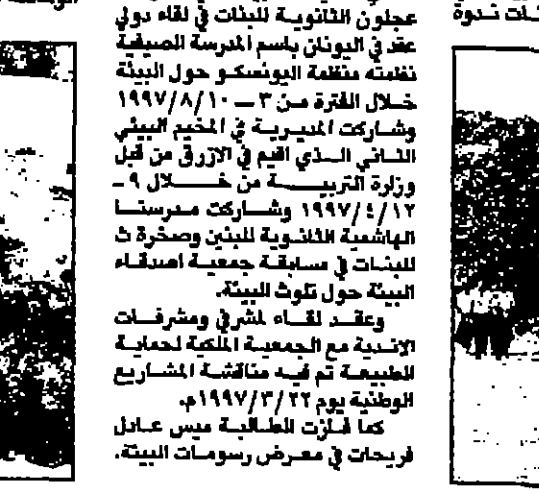 نات ندوة
عجلون الثانوية للبنات في لقاء دولي
عقد في اليونان باسم المدرسة الصيفية
نظمته منظمة اليونسكو حول البيئة
خلال الفترة من ٣ – ١٠/٨/١٩٩٧
وشاركت المديرية في المخيم البيئي
الثاني الذي اقيم في الازرق من قبل
وزارة التربية من خلال ٩ –
١٢/٤/١٩٩٧ وشاركت مدرستا
الهاشمية الثانوية للبنين وصخرة ث
للبنات في مسابقة جمعية اصدقاء
البيئة حول تلوث البيئة.
وعقد لقاء لمشرفي ومشرفات
الاندية مع الجمعية الملكية لحماية
الطبيعة تم فيه مناقشة المشاريع
الوطنية يوم ٢٢/٣/١٩٩٧م.
كما فازت الطالبة ميس عادل
فريحات في معرض رسومات البيئة.